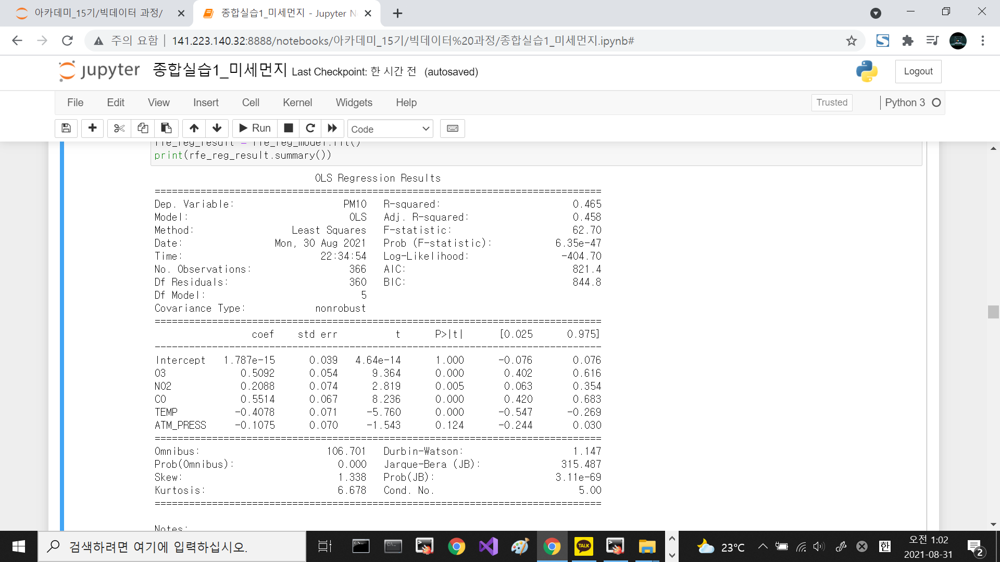 아카데미_15기/빅데이터 과정/
종합실습1_미세먼지 - Jupyter N
주의 요함 | 141.223.140.32:8888/notebooks/아카데미_15기/빅데이터%20과정/종합실습1_미세먼지.ipynb#
jupyter 종합실습1_미세먼지 Last Checkpoint: 한 시간 전 (autosaved)
Logout
File Edit View Insert Cell Kernel Widgets Help Trusted Python 3
Run Code
rfe_reg_result = rfe_reg_model.fit()
print(rfe_reg_result.summary())
OLS Regression Results
==============================================================================
Dep. Variable: PM10 R-squared: 0.465
Model: OLS Adj. R-squared: 0.458
Method: Least Squares F-statistic: 62.70
Date: Mon, 30 Aug 2021 Prob (F-statistic): 6.35e-47
Time: 22:34:54 Log-Likelihood: -404.70
No. Observations: 366 AIC: 821.4
Df Residuals: 360 BIC: 844.8
Df Model: 5
Covariance Type: nonrobust
==============================================================================
coef std err t P>|t| [0.025 0.975]
------------------------------------------------------------------------------
Intercept 1.787e-15 0.039 4.64e-14 1.000 -0.076 0.076
O3 0.5092 0.054 9.364 0.000 0.402 0.616
NO2 0.2088 0.074 2.819 0.005 0.063 0.354
CO 0.5514 0.067 8.236 0.000 0.420 0.683
TEMP -0.4078 0.071 -5.760 0.000 -0.547 -0.269
ATM_PRESS -0.1075 0.070 -1.543 0.124 -0.244 0.030
==============================================================================
Omnibus: 106.701 Durbin-Watson: 1.147
Prob(Omnibus): 0.000 Jarque-Bera (JB): 315.487
Skew: 1.338 Prob(JB): 3.11e-69
Kurtosis: 6.678 Cond. No. 5.00
==============================================================================
Notes:
검색하려면 여기에 입력하십시오.
TALK
23°C
한
오전 1:02
2021-08-31
2